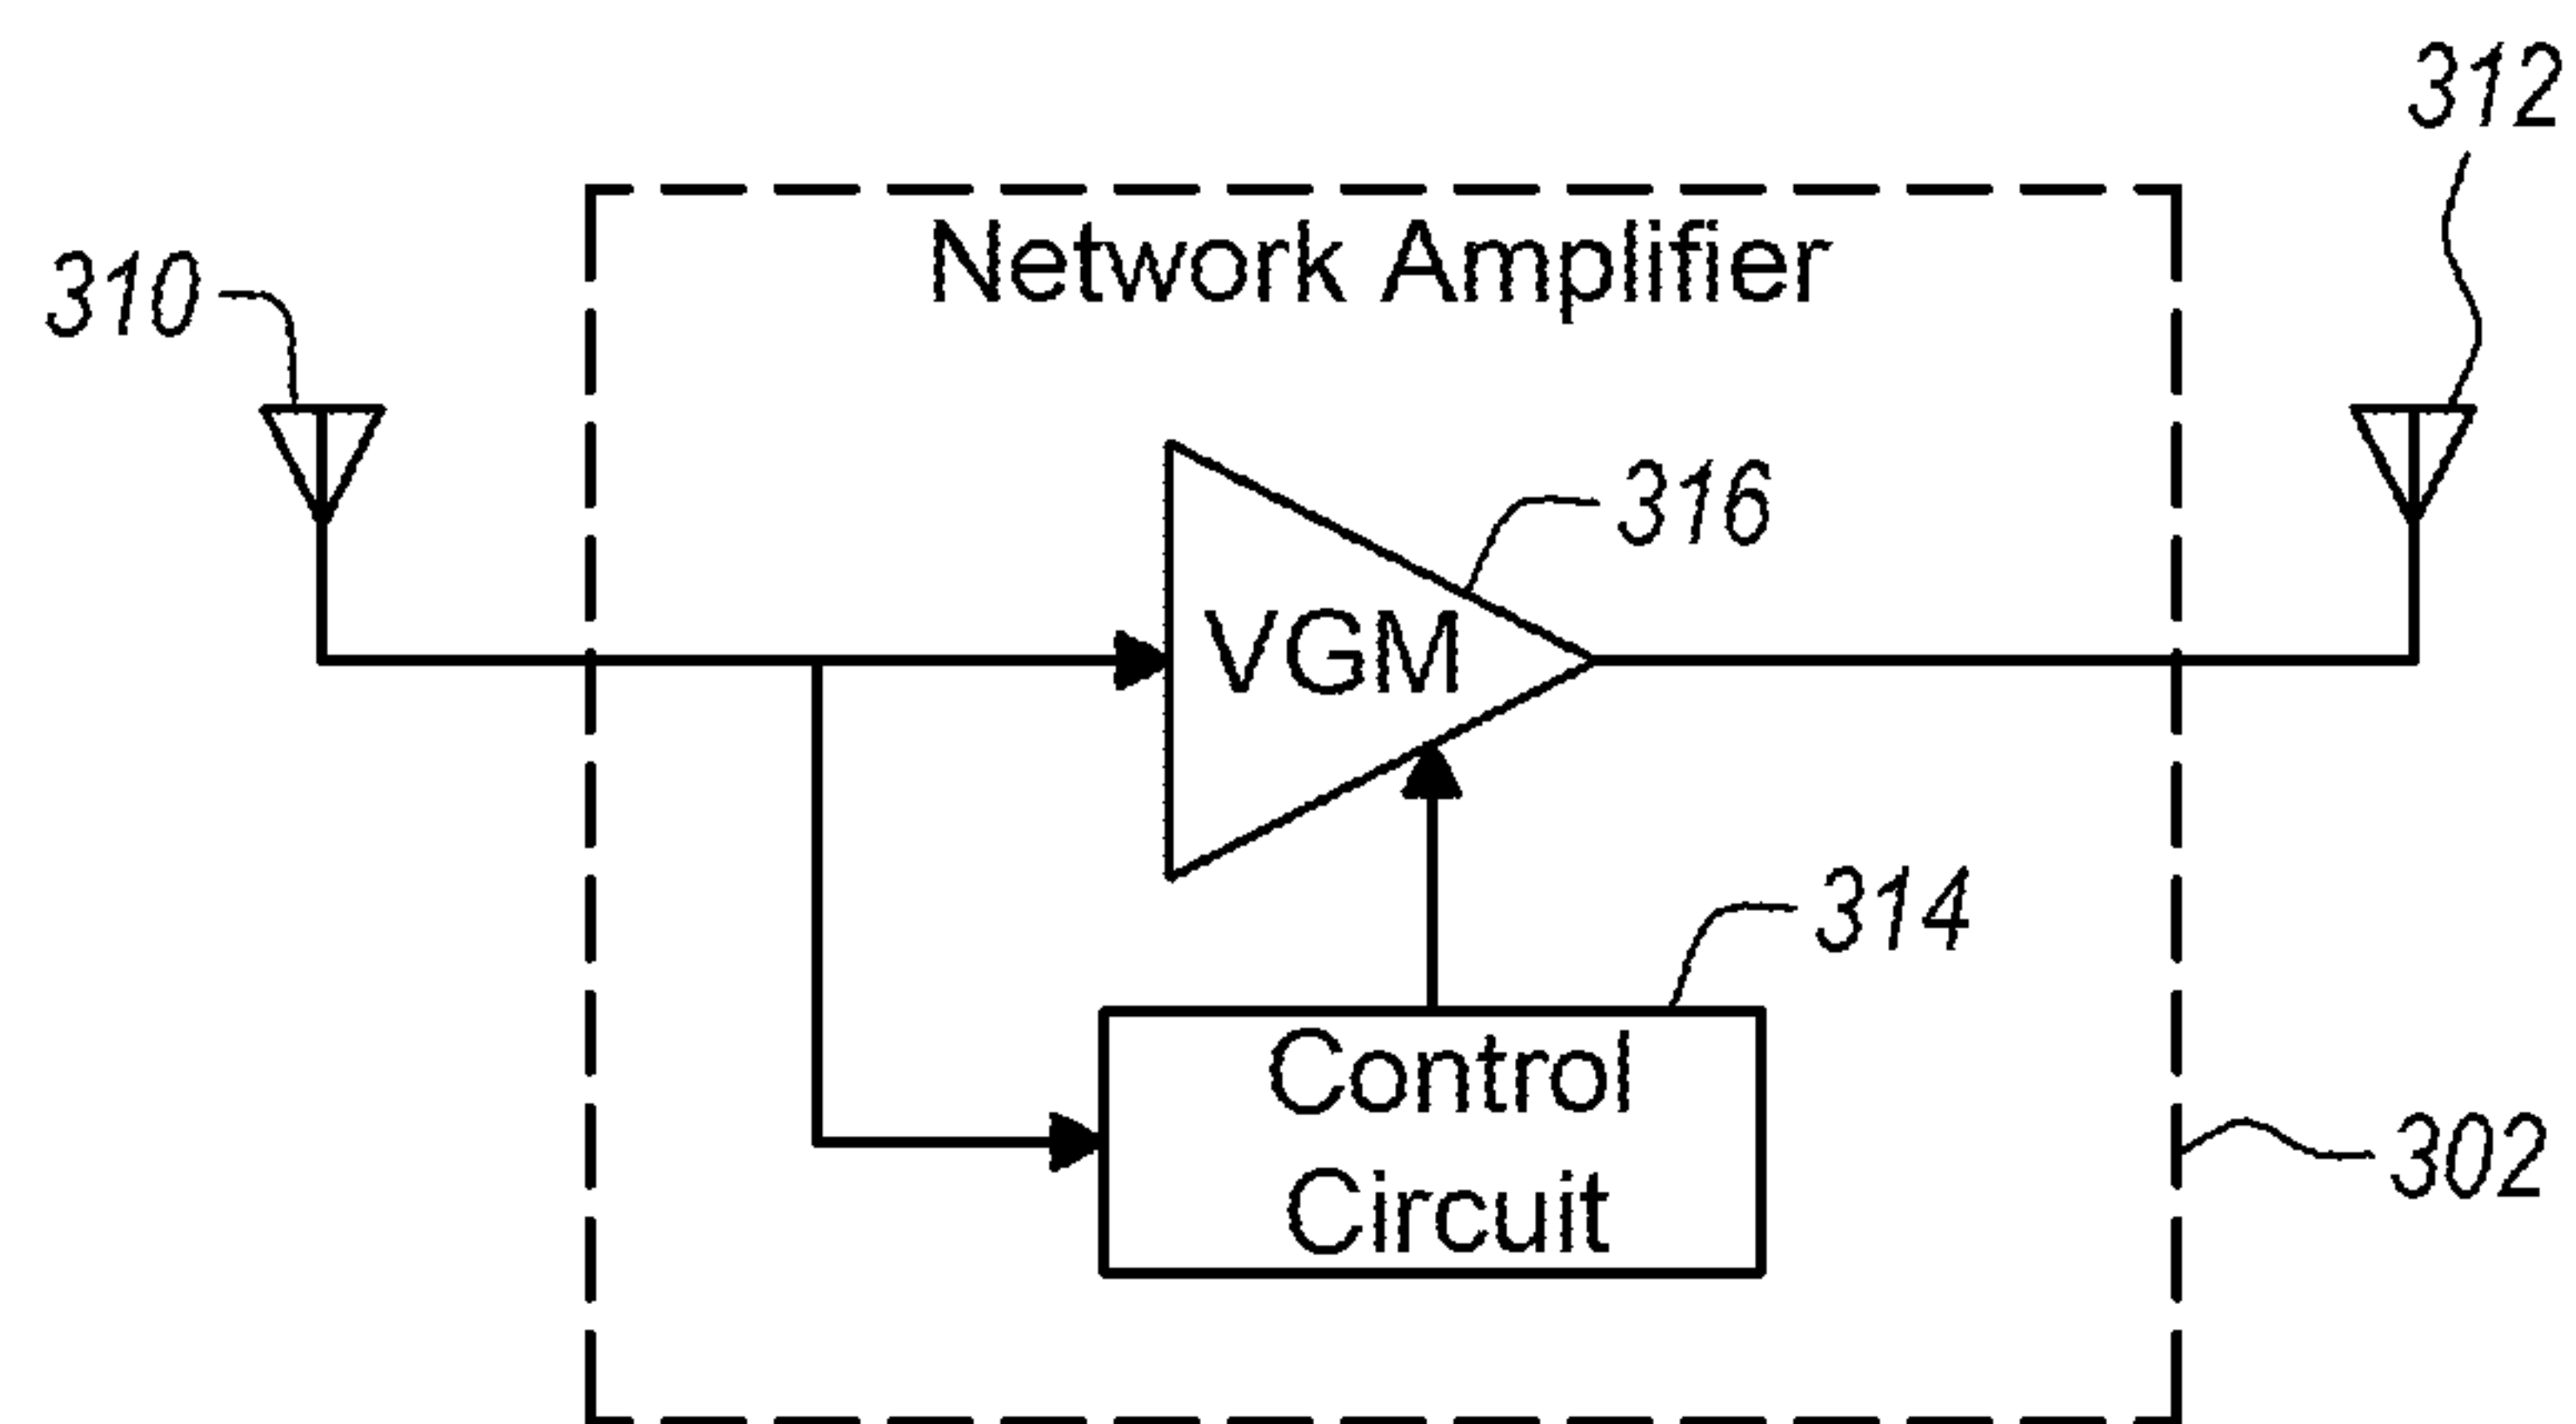 312
Network Amplifier
310
316
VGM
314
Control
Circuit
302